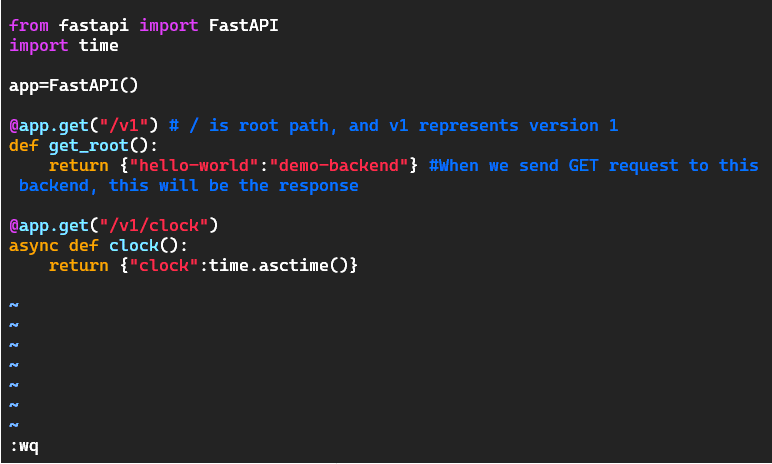 from fastapi import FastAPI
import time

app=FastAPI()

@app.get("/v1") # / is root path, and v1 represents version 1
def get_root():
    return {"hello-world":"demo-backend"} #When we send GET request to this
 backend, this will be the response

@app.get("/v1/clock")
async def clock():
    return {"clock":time.asctime()}

~
~
~
~
~
~
~
:wq